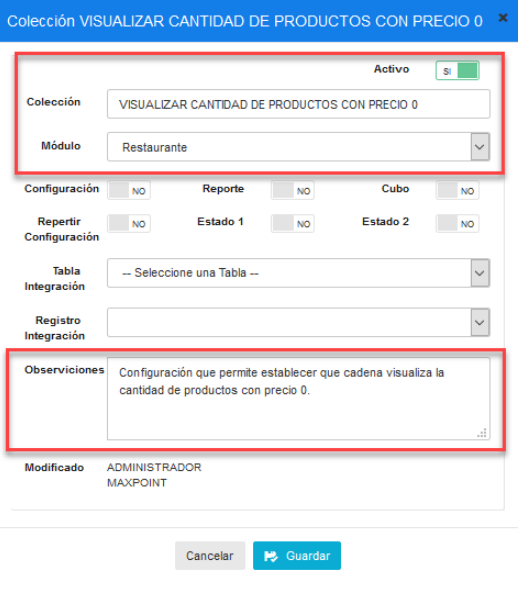 Colección VISUALIZAR CANTIDAD DE PRODUCTOS CON PRECIO 0 ×
Activo SI
Colección VISUALIZAR CANTIDAD DE PRODUCTOS CON PRECIO 0
Módulo Restaurante
Configuración NO Reporte NO Cubo NO
Repertir
Configuración NO Estado 1 NO Estado 2 NO
Tabla
Integración -- Seleccione una Tabla --
Registro
Integración
Observiciones Configuración que permite establecer que cadena visualiza la
cantidad de productos con precio 0.
Modificado ADMINISTRADOR
MAXPOINT
Cancelar Guardar